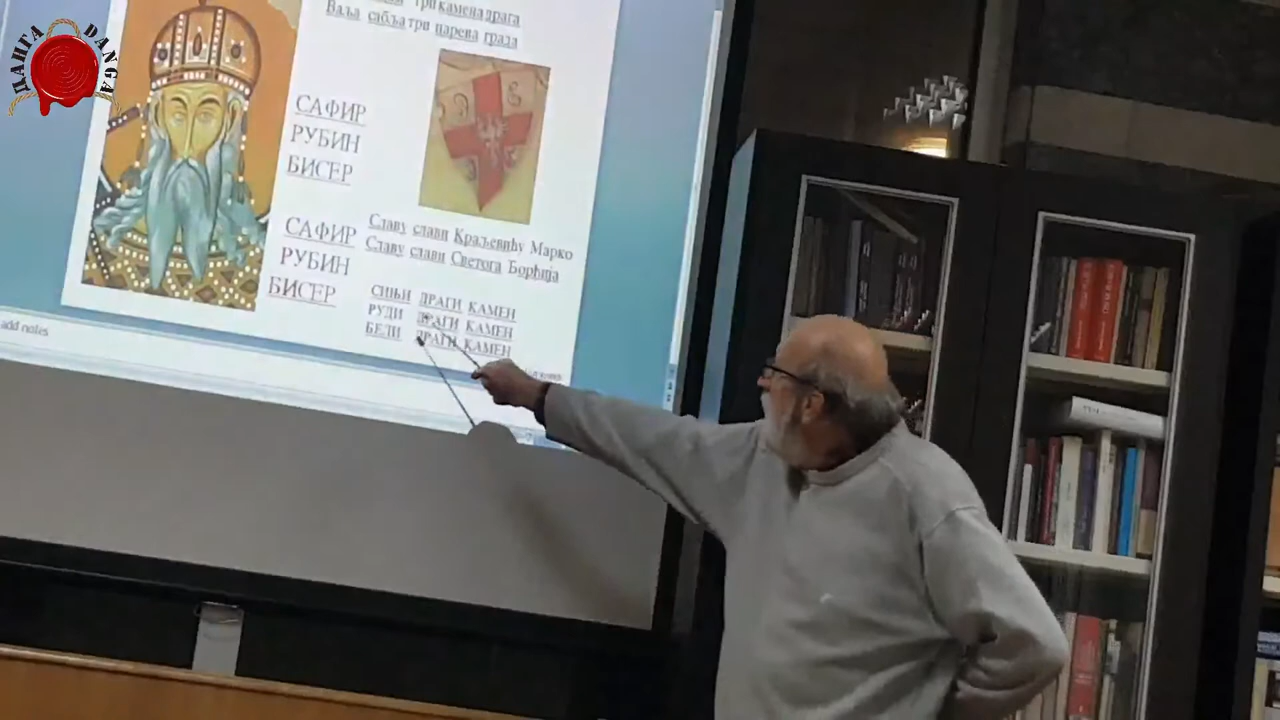 ДАНГА DANGA
три камена драга
Ваља сабља три царева града
САФИР
РУБИН
БИСЕР
САФИР
РУБИН
БИСЕР
Славу слави Краљевићу Марко
Славу слави Светога Ђорђија
СИЊИ ДРАГИ КАМЕН
РУДИ ДРАГИ КАМЕН
БЕЛИ ДРАГИ КАМЕН
add notes